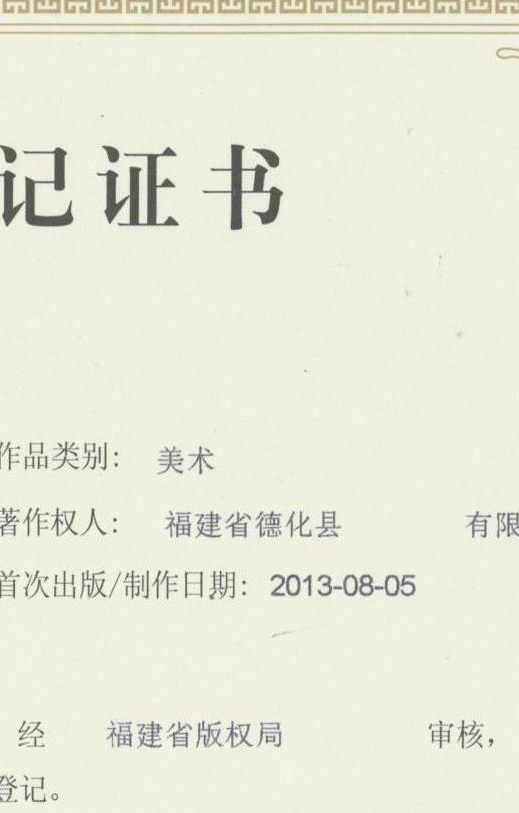 记证书
作品类别: 美术
著作权人: 福建省德化县 有限
首次出版/制作日期: 2013-08-05
经 福建省版权局 审核,
登记。